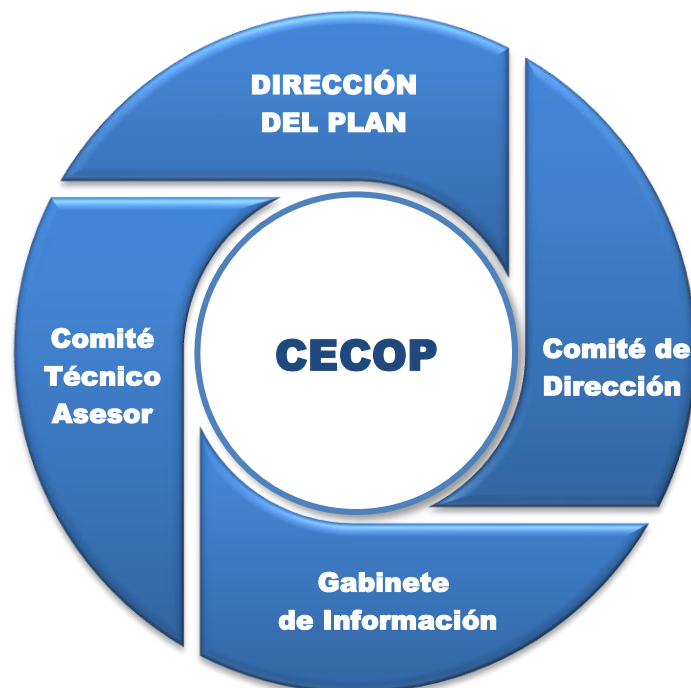 DIRECCIÓN
DEL PLAN
Comité
Técnico
Asesor
CECOP
Comité de
Dirección
Gabinete
de Información